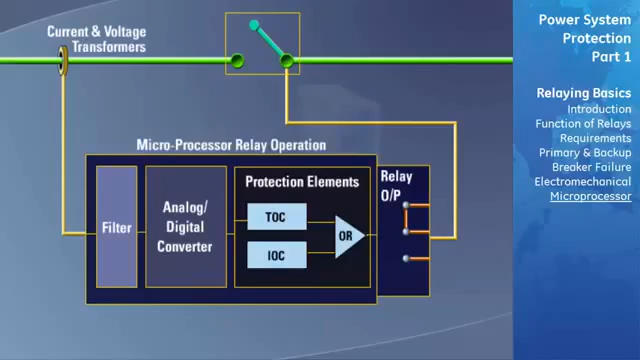 Current & Voltage
Transformers
Micro-Processor Relay Operation
Filter
Analog/
Digital
Converter
Protection Elements
TOC
IOC
OR
Relay
O/P
Power System
Protection
Part 1
Relaying Basics
Introduction
Function of Relays
Requirements
Primary & Backup
Breaker Failure
Electromechanical
Microprocessor